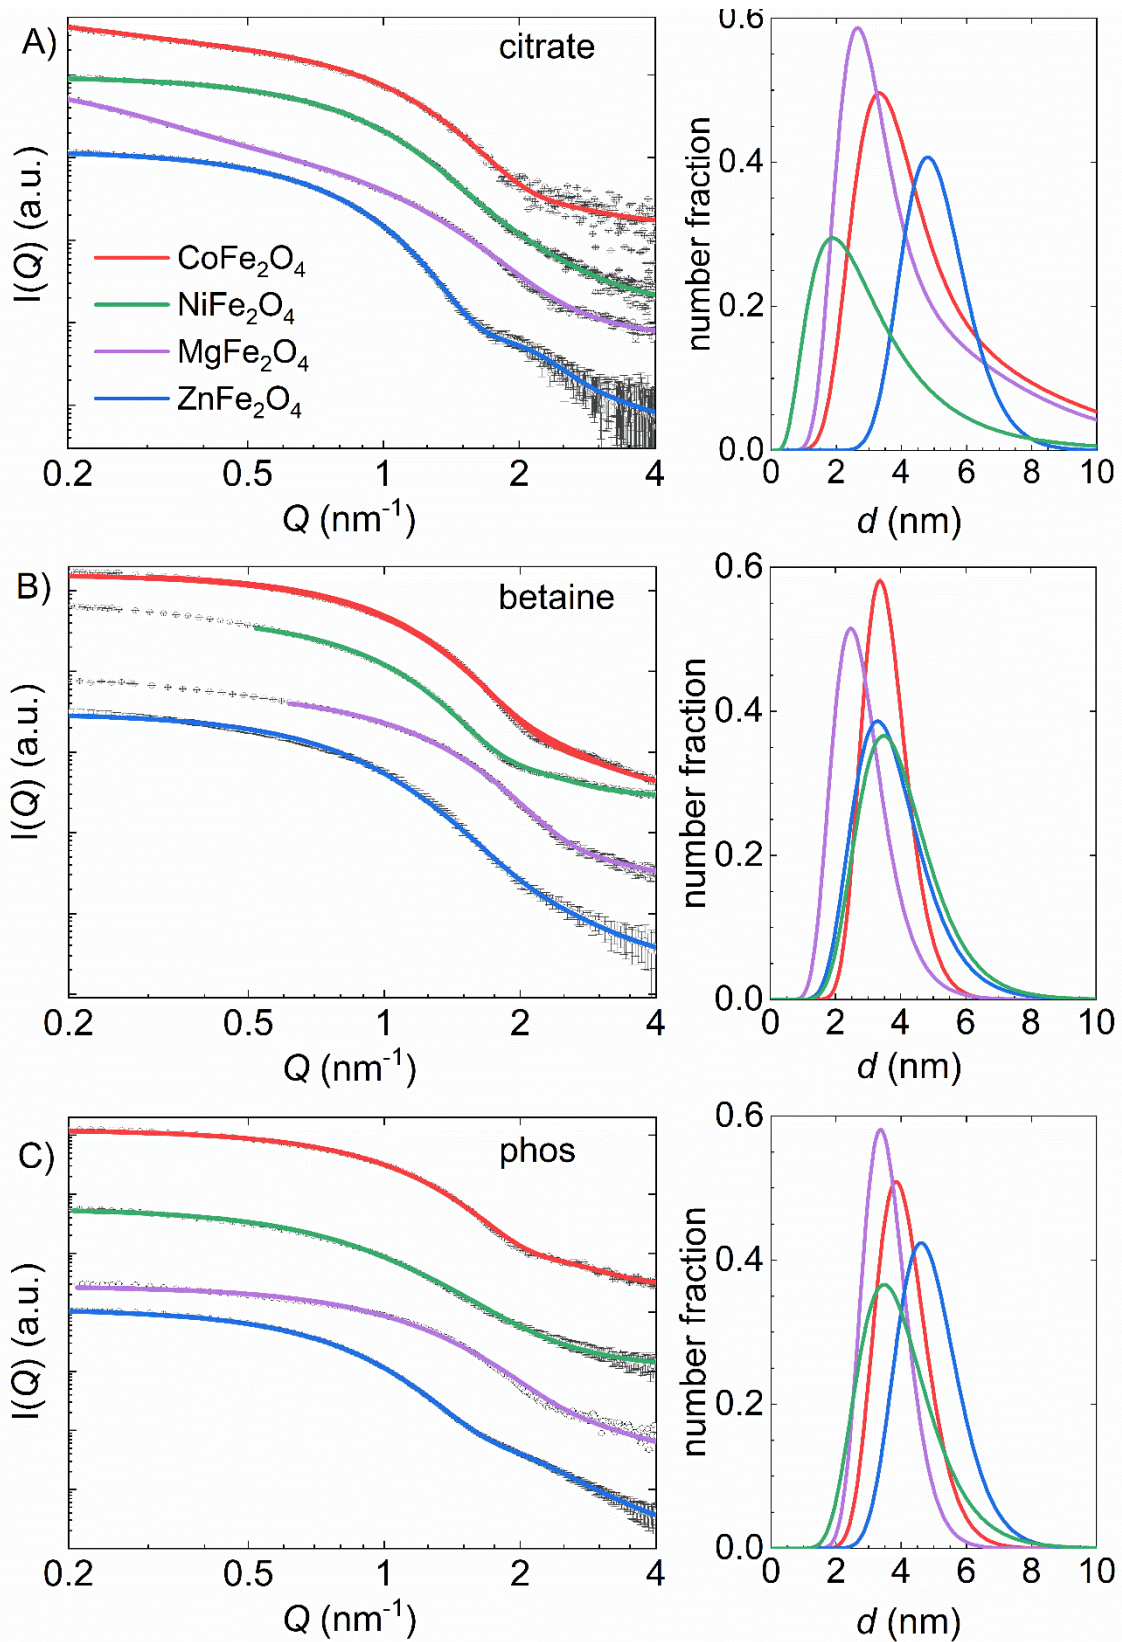 A)
citrate
I(Q) (a.u.)
CoFe₂O₄
NiFe₂O₄
MgFe₂O₄
ZnFe₂O₄
0.2 0.5 1 2 4
Q (nm⁻¹)
number fraction
0.6
0.4
0.2
0.0
0 2 4 6 8 10
d (nm)
B)
betaine
I(Q) (a.u.)
0.2 0.5 1 2 4
Q (nm⁻¹)
number fraction
0.6
0.4
0.2
0.0
0 2 4 6 8 10
d (nm)
C)
phos
I(Q) (a.u.)
0.2 0.5 1 2 4
Q (nm⁻¹)
number fraction
0.6
0.4
0.2
0.0
0 2 4 6 8 10
d (nm)